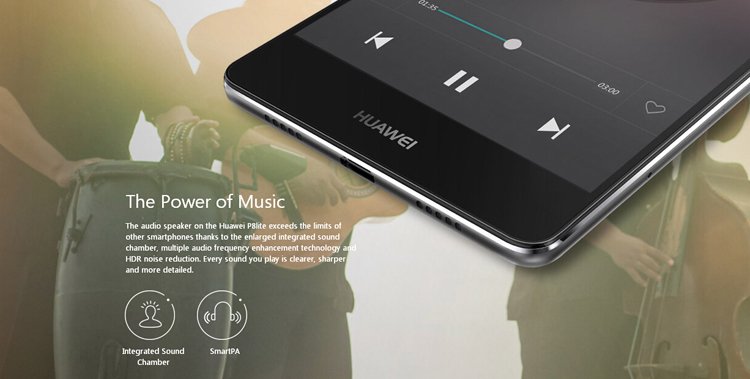 01:35
03:00
HUAWEI
The Power of Music
The audio speaker on the Huawei P8lite exceeds the limits of
other smartphones thanks to the enlarged integrated sound
chamber, multiple audio frequency enhancement technology and
HDR noise reduction. Every sound you play is clearer, sharper
and more detailed.
Integrated Sound
Chamber
SmartPA